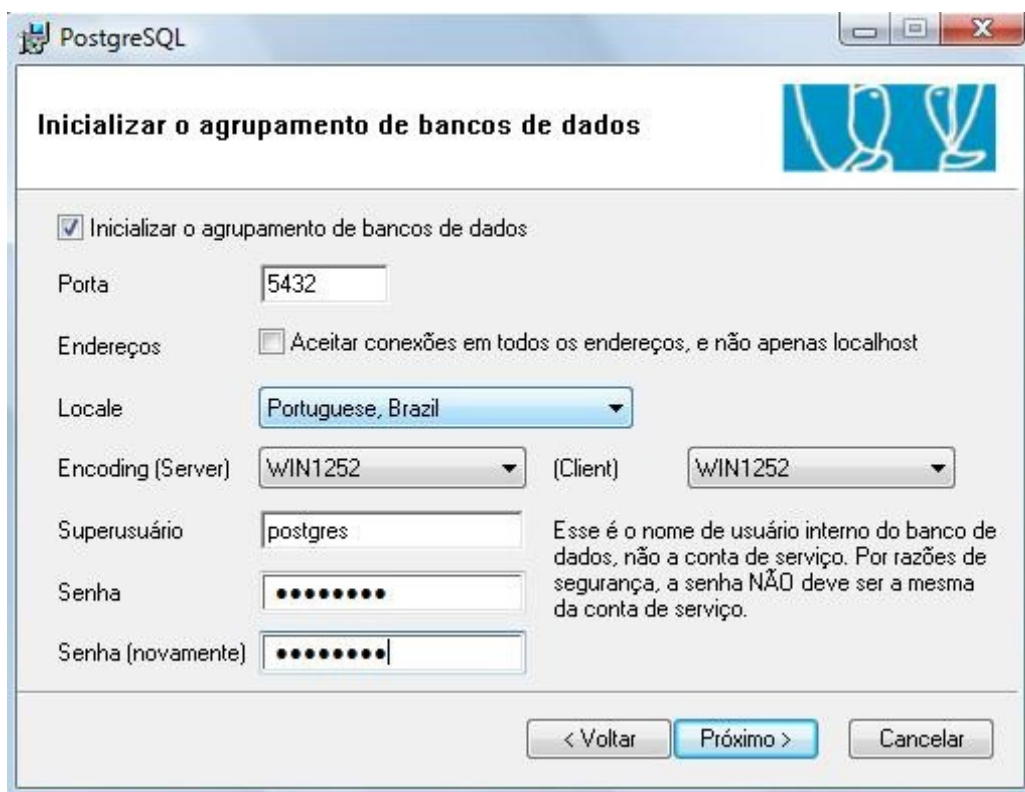 PostgreSQL
Inicializar o agrupamento de bancos de dados
Inicializar o agrupamento de bancos de dados
Porta 5432
Endereços Aceitar conexões em todos os endereços, e não apenas localhost
Locale Portuguese, Brazil
Encoding (Server) WIN1252 (Client) WIN1252
Superusuário postgres
Esse é o nome de usuário interno do banco de
dados, não a conta de serviço. Por razões de
segurança, a senha NÃO deve ser a mesma
da conta de serviço.
Senha ●●●●●●●●
Senha (novamente) ●●●●●●●●
< Voltar Próximo > Cancelar